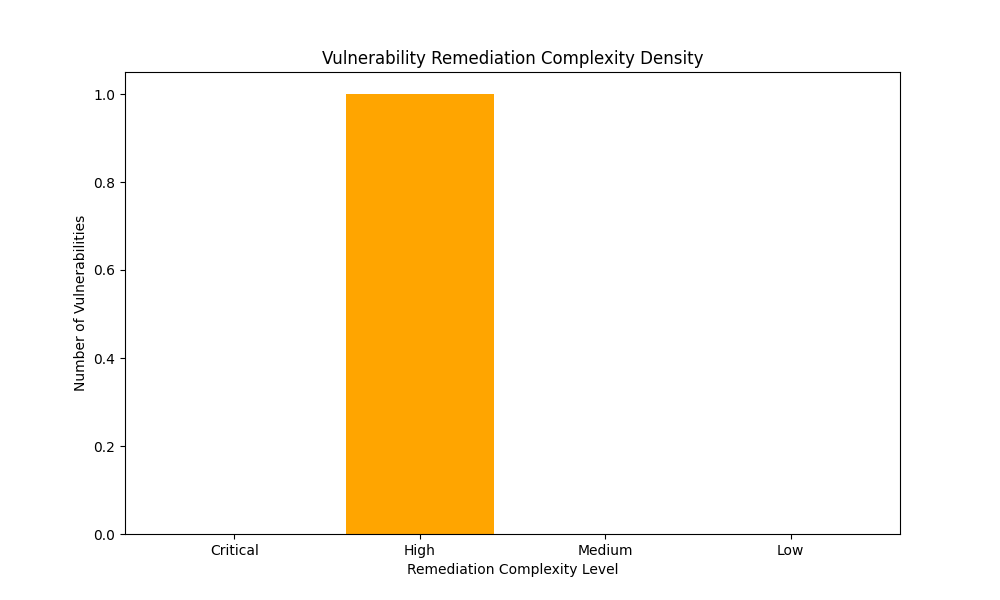 Vulnerability Remediation Complexity Density
Number of Vulnerabilities
1.0
0.8
0.6
0.4
0.2
0.0
Critical High Medium Low
Remediation Complexity Level